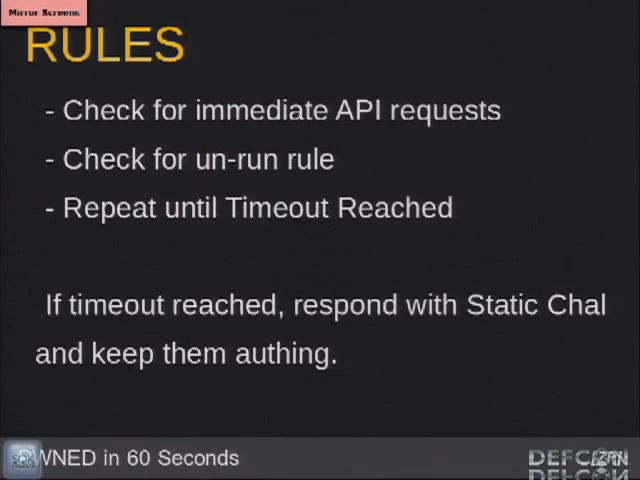 Mirror Screens
RULES
- Check for immediate API requests
- Check for un-run rule
- Repeat until Timeout Reached
If timeout reached, respond with Static Chal
and keep them authing.
WNED in 60 Seconds
DEFCON